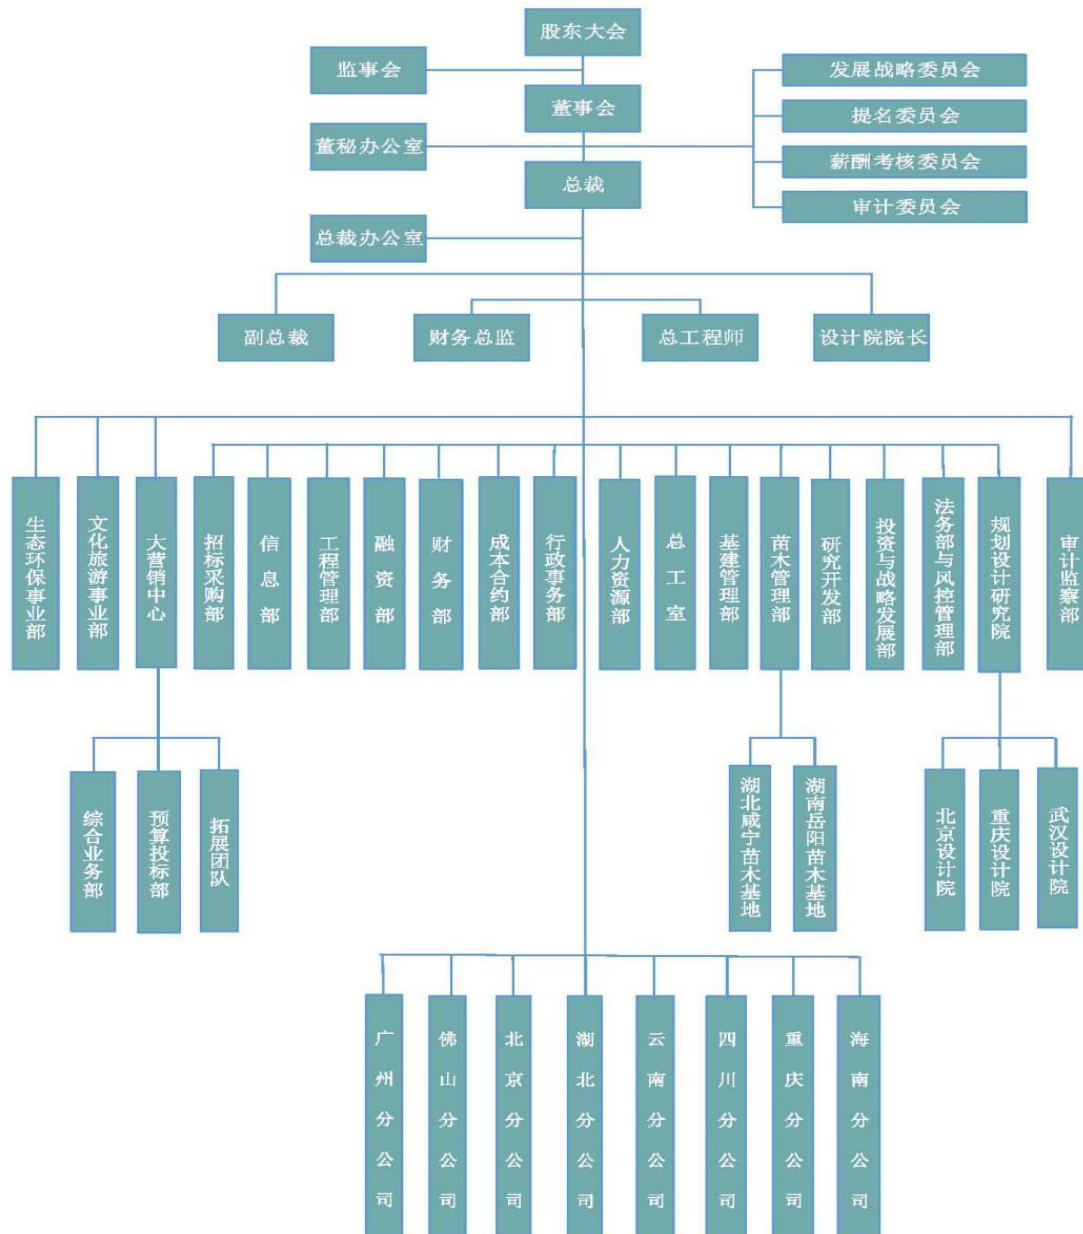 股东大会
监事会
发展战略委员会
董事会
提名委员会
董秘办公室
薪酬考核委员会
总裁
审计委员会
总裁办公室
副总裁
财务总监
总工程师
设计院院长
生态环保事业部
文化旅游事业部
大营销中心
招标采购部
信息部
工程管理部
融资部
财务部
成本合约部
行政事务部
人力资源部
总工室
基建管理部
苗木管理部
研究开发部
投资与战略发展部
法务部与风控管理部
规划设计研究院
审计监察部
综合业务部
预算投标部
拓展团队
湖北咸宁苗木基地
湖南岳阳苗木基地
北京设计院
重庆设计院
武汉设计院
广州分公司
佛山分公司
北京分公司
湖北分公司
云南分公司
四川分公司
重庆分公司
海南分公司